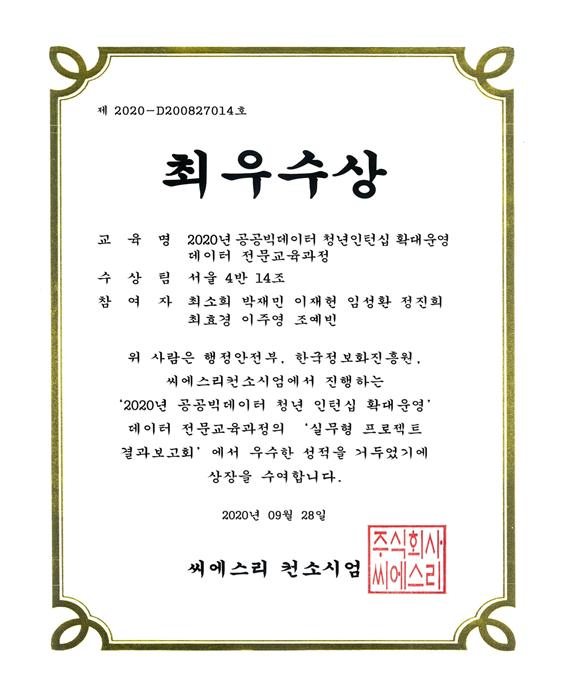 제 2020-D200827014호
최우수상
교 육 명 2020년 공공빅데이터 청년인턴십 확대운영
데이터 전문교육과정
수 상 팀 서울 4반 14조
참 여 자 최소희 박재민 이재헌 임성환 정진희
최효경 이주영 조예빈
위 사람은 행정안전부, 한국정보화진흥원,
씨에스리컨소시엄에서 진행하는
'2020년 공공빅데이터 청년 인턴십 확대운영'
데이터 전문교육과정의 '실무형 프로젝트
결과보고회' 에서 우수한 성적을 거두었기에
상장을 수여합니다.
2020년 09월 28일
씨에스리 컨소시엄
주식회사
씨에스리